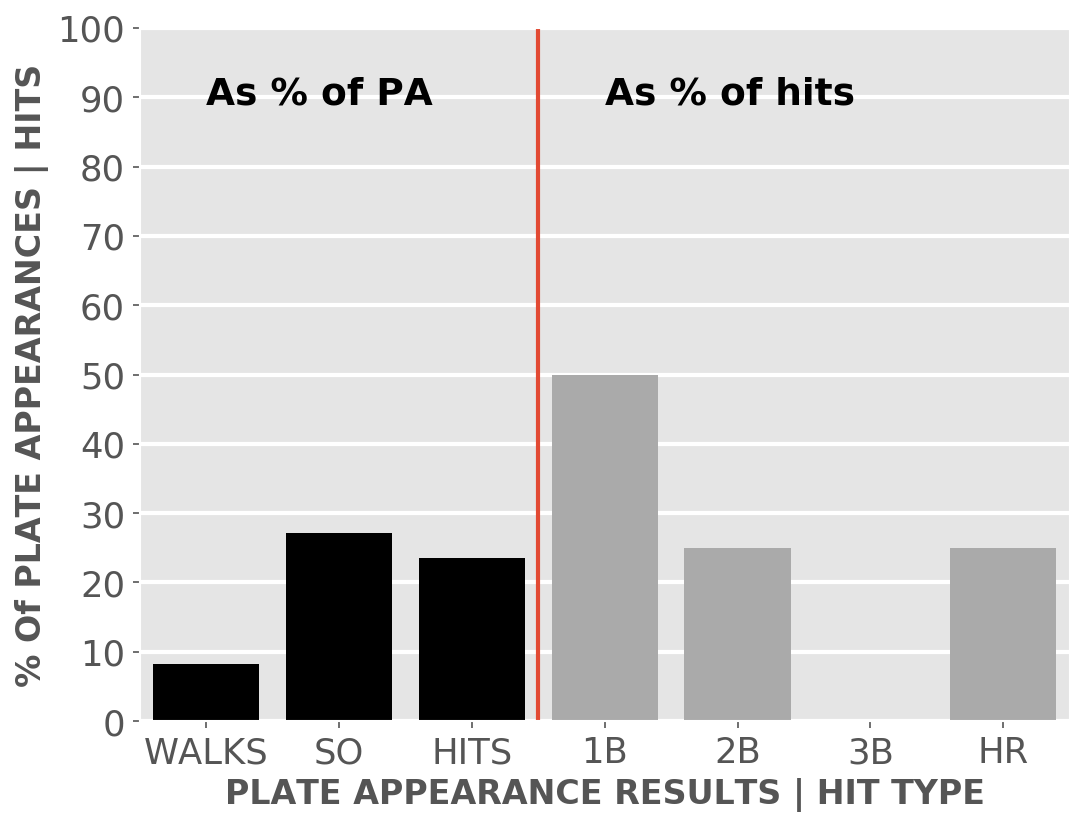 100
90
80
70
60
50
40
30
20
10
0
% Of PLATE APPEARANCES | HITS
As % of PA
As % of hits
WALKS SO HITS 1B 2B 3B HR
PLATE APPEARANCE RESULTS | HIT TYPE